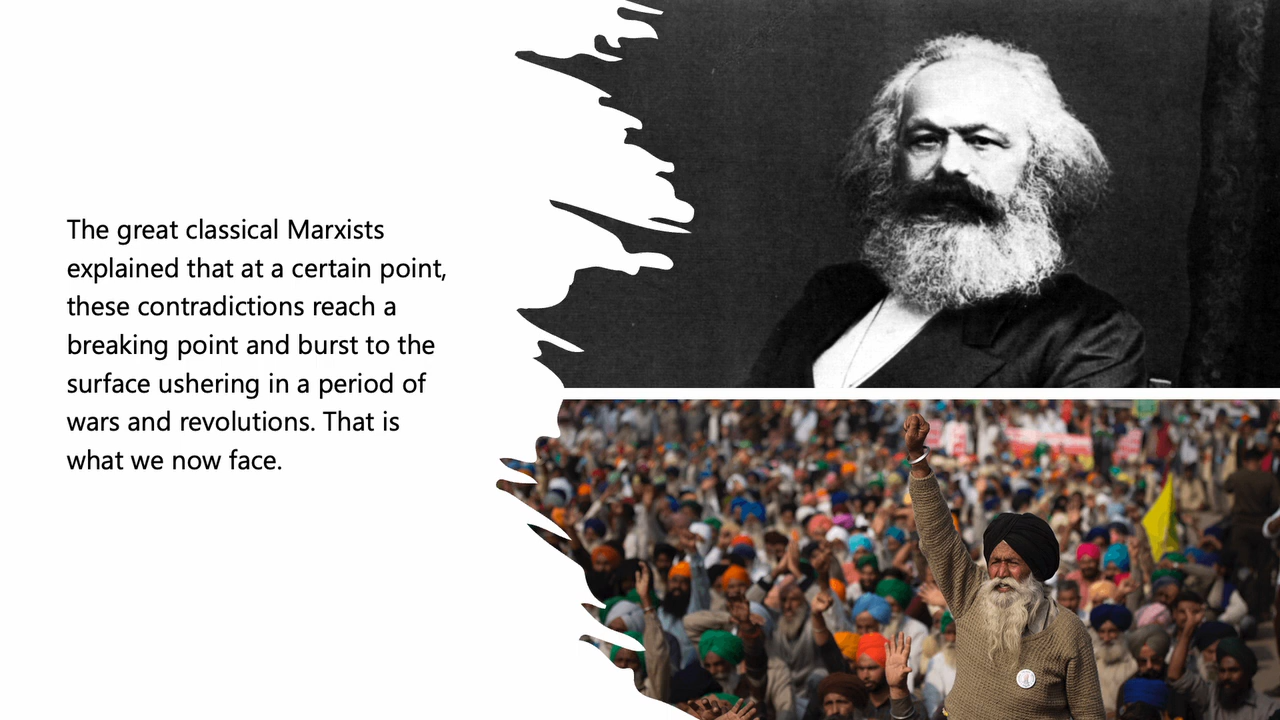 The great classical Marxists
explained that at a certain point,
these contradictions reach a
breaking point and burst to the
surface ushering in a period of
wars and revolutions. That is
what we now face.